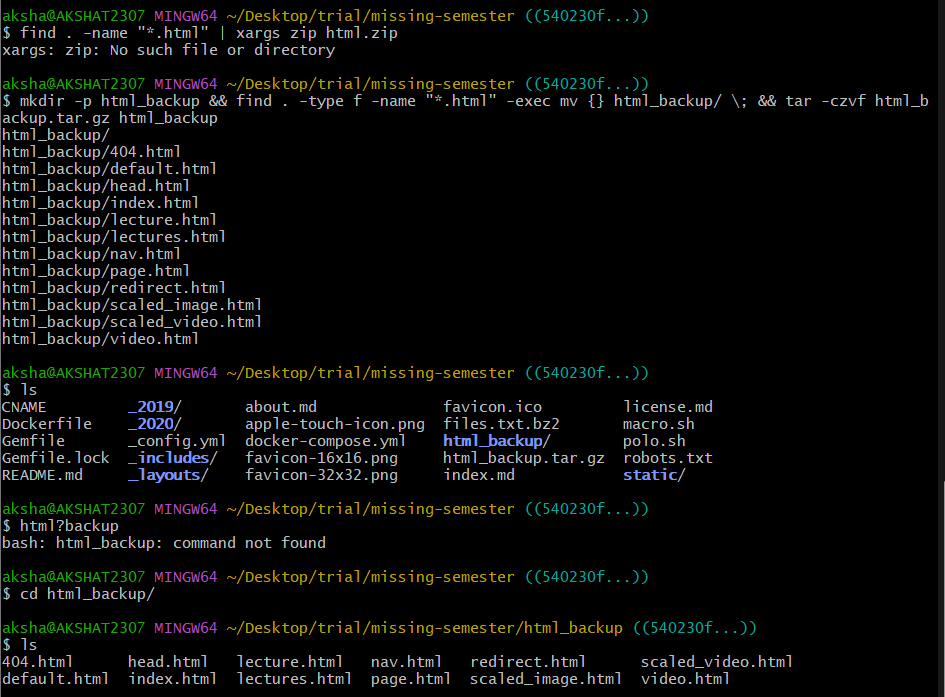 aksha@AKSHAT2307 MINGW64 ~/Desktop/trial/missing-semester ((540230f...))
$ find . -name "*.html" | xargs zip html.zip
xargs: zip: No such file or directory
aksha@AKSHAT2307 MINGW64 ~/Desktop/trial/missing-semester ((540230f...))
$ mkdir -p html_backup && find . -type f -name "*.html" -exec mv {} html_backup/ \; && tar -czvf html_b
ackup.tar.gz html_backup
html_backup/
html_backup/404.html
html_backup/default.html
html_backup/head.html
html_backup/index.html
html_backup/lecture.html
html_backup/lectures.html
html_backup/nav.html
html_backup/page.html
html_backup/redirect.html
html_backup/scaled_image.html
html_backup/scaled_video.html
html_backup/video.html
aksha@AKSHAT2307 MINGW64 ~/Desktop/trial/missing-semester ((540230f...))
$ ls
CNAME _2019/ about.md favicon.ico license.md
Dockerfile _2020/ apple-touch-icon.png files.txt.bz2 macro.sh
Gemfile _config.yml docker-compose.yml html_backup/ polo.sh
Gemfile.lock _includes/ favicon-16x16.png html_backup.tar.gz robots.txt
README.md _layouts/ favicon-32x32.png index.md static/
aksha@AKSHAT2307 MINGW64 ~/Desktop/trial/missing-semester ((540230f...))
$ html?backup
bash: html_backup: command not found
aksha@AKSHAT2307 MINGW64 ~/Desktop/trial/missing-semester ((540230f...))
$ cd html_backup/
aksha@AKSHAT2307 MINGW64 ~/Desktop/trial/missing-semester/html_backup ((540230f...))
$ ls
404.html head.html lecture.html nav.html redirect.html scaled_video.html
default.html index.html lectures.html page.html scaled_image.html video.html